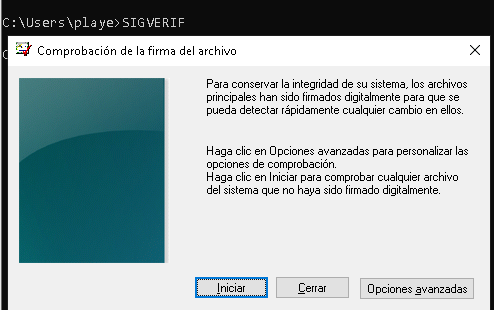 C:\Users\playe>SIGVERIF
Comprobación de la firma del archivo
Para conservar la integridad de su sistema, los archivos
principales han sido firmados digitalmente para que se
pueda detectar rápidamente cualquier cambio en ellos.
Haga clic en Opciones avanzadas para personalizar las
opciones de comprobación.
Haga clic en Iniciar para comprobar cualquier archivo
del sistema que no haya sido firmado digitalmente.
Iniciar
Cerrar
Opciones avanzadas